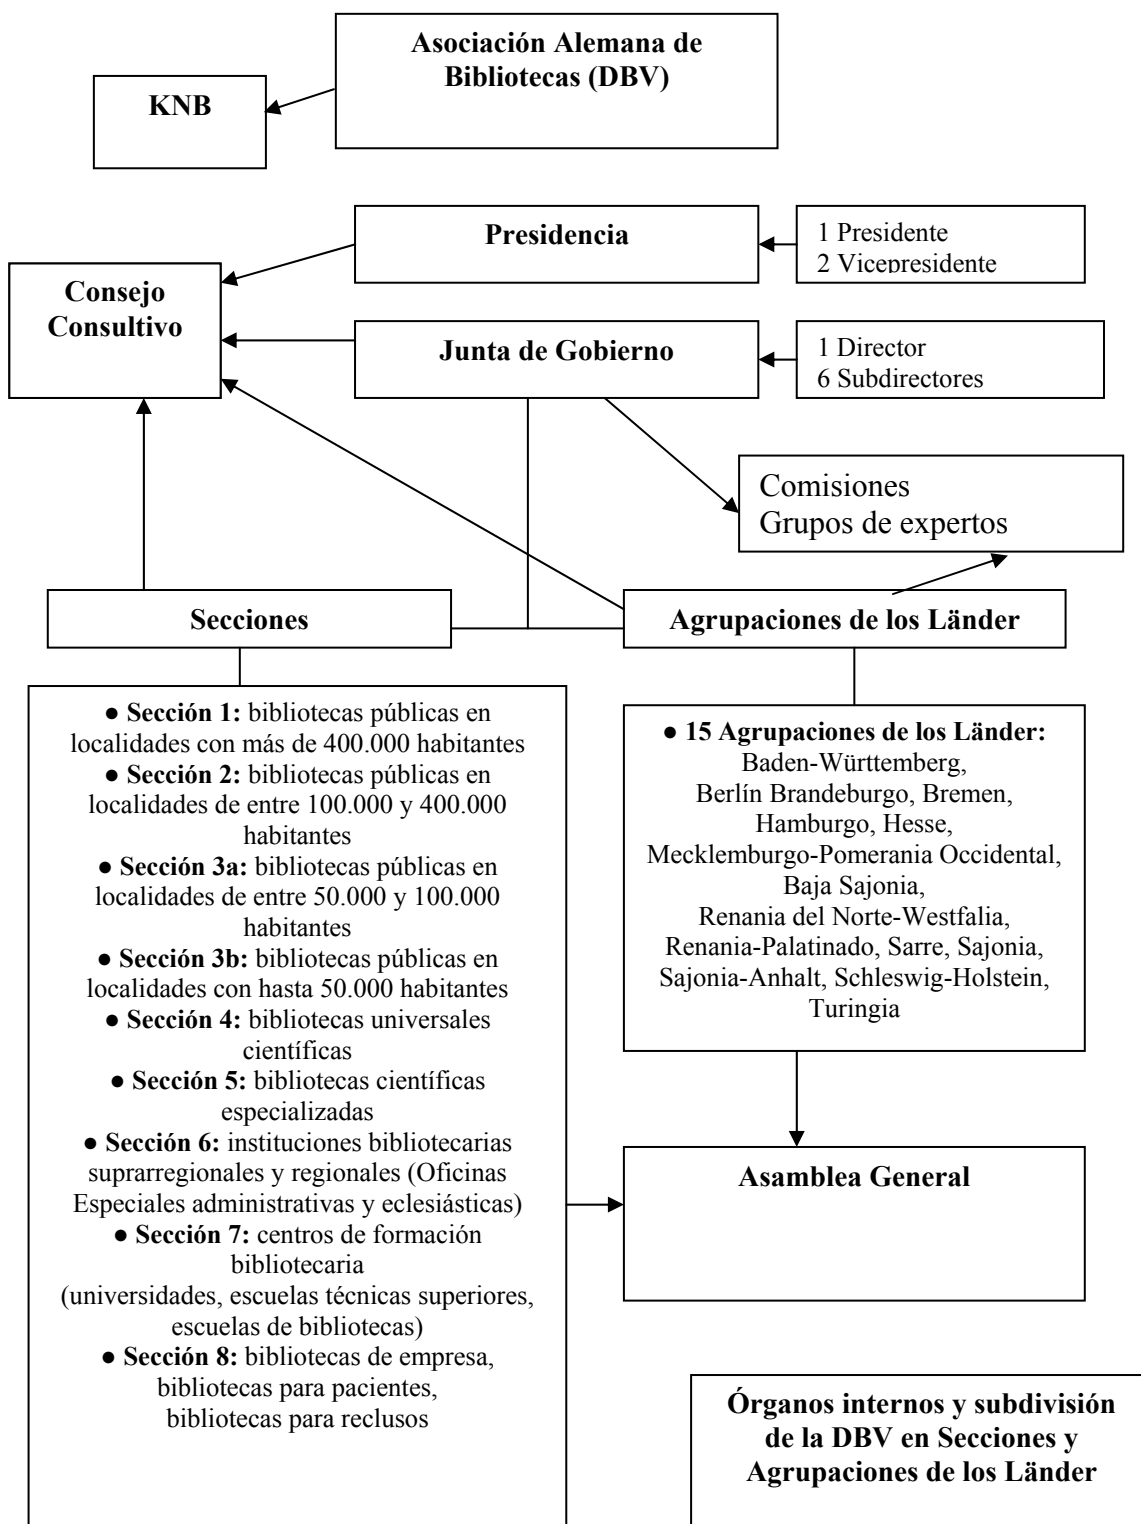 Asociación Alemana de
Bibliotecas (DBV)
KNB
Presidencia
1 Presidente
2 Vicepresidente
Consejo
Consultivo
Junta de Gobierno
1 Director
6 Subdirectores
Comisiones
Grupos de expertos
Secciones
Agrupaciones de los Länder
● Sección 1: bibliotecas públicas en
localidades con más de 400.000 habitantes
● Sección 2: bibliotecas públicas en
localidades de entre 100.000 y 400.000
habitantes
● Sección 3a: bibliotecas públicas en
localidades de entre 50.000 y 100.000
habitantes
● Sección 3b: bibliotecas públicas en
localidades con hasta 50.000 habitantes
● Sección 4: bibliotecas universales
científicas
● Sección 5: bibliotecas científicas
especializadas
● Sección 6: instituciones bibliotecarias
suprarregionales y regionales (Oficinas
Especiales administrativas y eclesiásticas)
● Sección 7: centros de formación
bibliotecaria
(universidades, escuelas técnicas superiores,
escuelas de bibliotecas)
● Sección 8: bibliotecas de empresa,
bibliotecas para pacientes,
bibliotecas para reclusos
● 15 Agrupaciones de los Länder:
Baden-Württemberg,
Berlín Brandeburgo, Bremen,
Hamburgo, Hesse,
Mecklemburgo-Pomerania Occidental,
Baja Sajonia,
Renania del Norte-Westfalia,
Renania-Palatinado, Sarre, Sajonia,
Sajonia-Anhalt, Schleswig-Holstein,
Turingia
Asamblea General
Órganos internos y subdivisión
de la DBV en Secciones y
Agrupaciones de los Länder